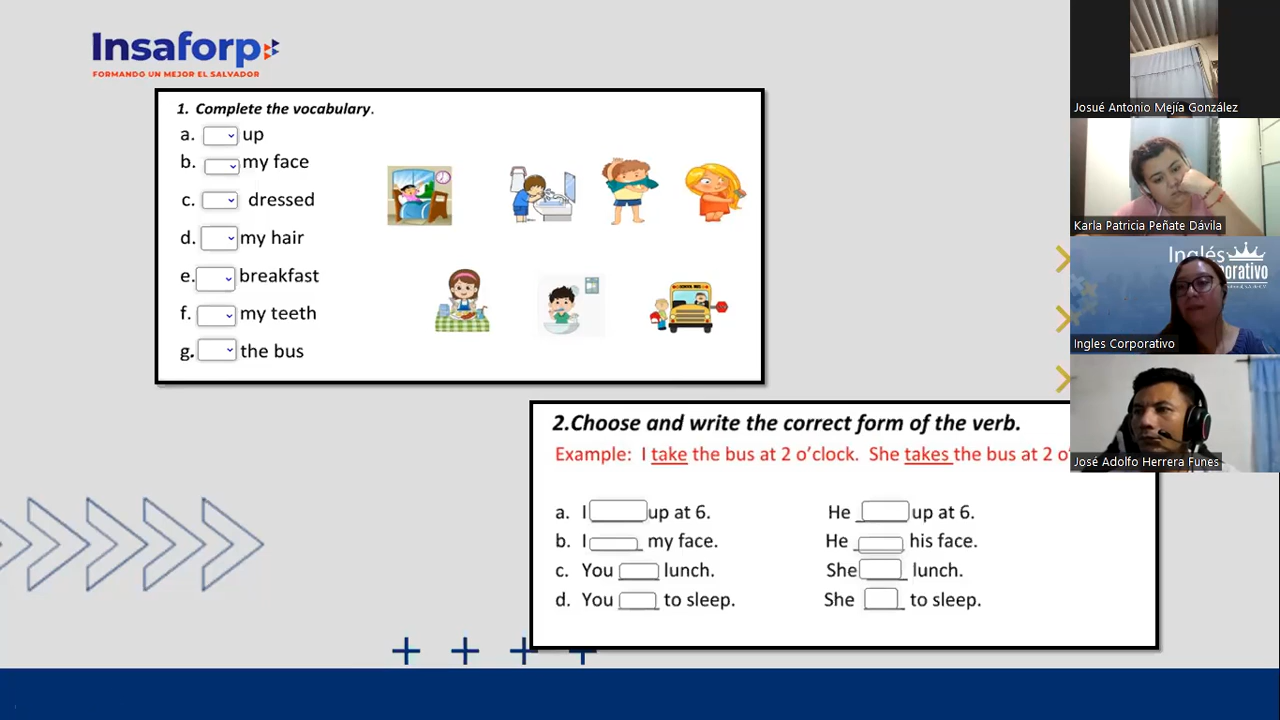 Insaforp
FORMANDO UN MEJOR EL SALVADOR
1. Complete the vocabulary.
a. up
b. my face
c. dressed
d. my hair
e. breakfast
f. my teeth
g. the bus
SCHOOL BUS
2.Choose and write the correct form of the verb.
Example: I take the bus at 2 o'clock. She takes the bus at 2 o'
a. I up at 6. He up at 6.
b. I my face. He his face.
c. You lunch. She lunch.
d. You to sleep. She to sleep.
Josué Antonio Mejía González
Karla Patricia Peñate Dávila
Inglés
Ingles Corporativo
José Adolfo Herrera Funes